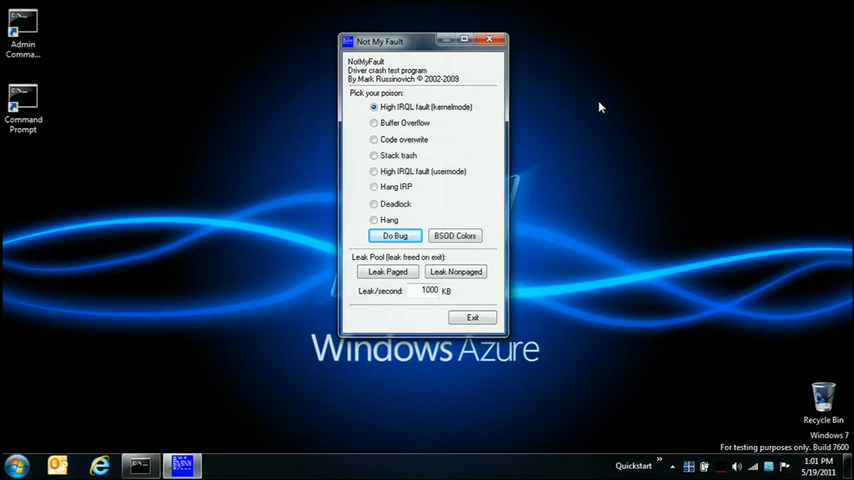 Admin
Comma...
Command
Prompt
Not My Fault
NotMyFault
Driver crash test program
By Mark Russinovich © 2002-2009
Pick your poison:
High IRQL fault (kernelmode)
Buffer Overflow
Code overwrite
Stack trash
High IRQL fault (usermode)
Hang IRP
Deadlock
Hang
Do Bug
BSOD Colors
Leak Pool (leak freed on exit):
Leak Paged
Leak Nonpaged
Leak/second: 1000 KB
Exit
Windows Azure
Recycle Bin
Windows 7
For testing purposes only. Build 7600
Quickstart »
1:01 PM
5/19/2011